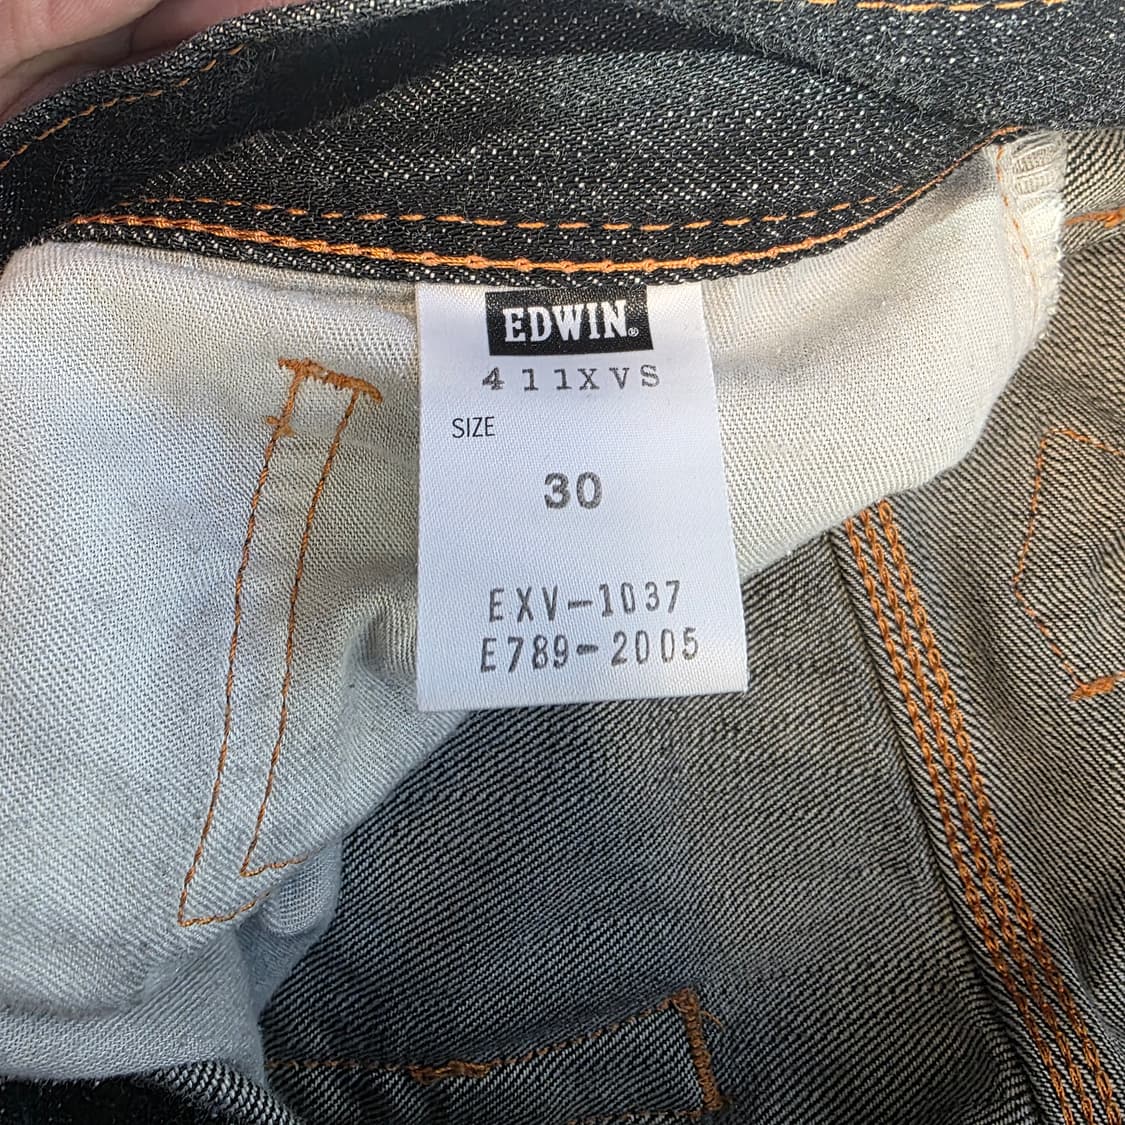 EDWIN®
411XVS
SIZE
30
EXV-1037
E789-2005